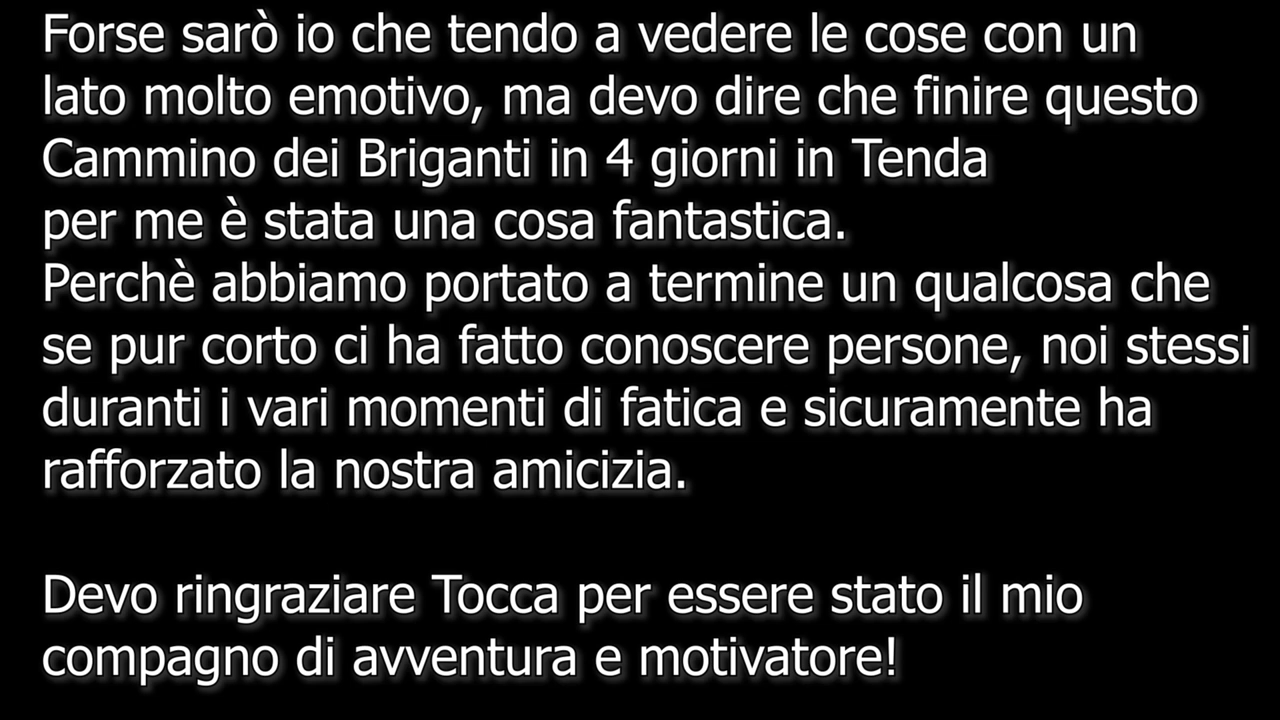 Forse sarò io che tendo a vedere le cose con un
lato molto emotivo, ma devo dire che finire questo
Cammino dei Briganti in 4 giorni in Tenda
per me è stata una cosa fantastica.
Perchè abbiamo portato a termine un qualcosa che
se pur corto ci ha fatto conoscere persone, noi stessi
duranti i vari momenti di fatica e sicuramente ha
rafforzato la nostra amicizia.
Devo ringraziare Tocca per essere stato il mio
compagno di avventura e motivatore!